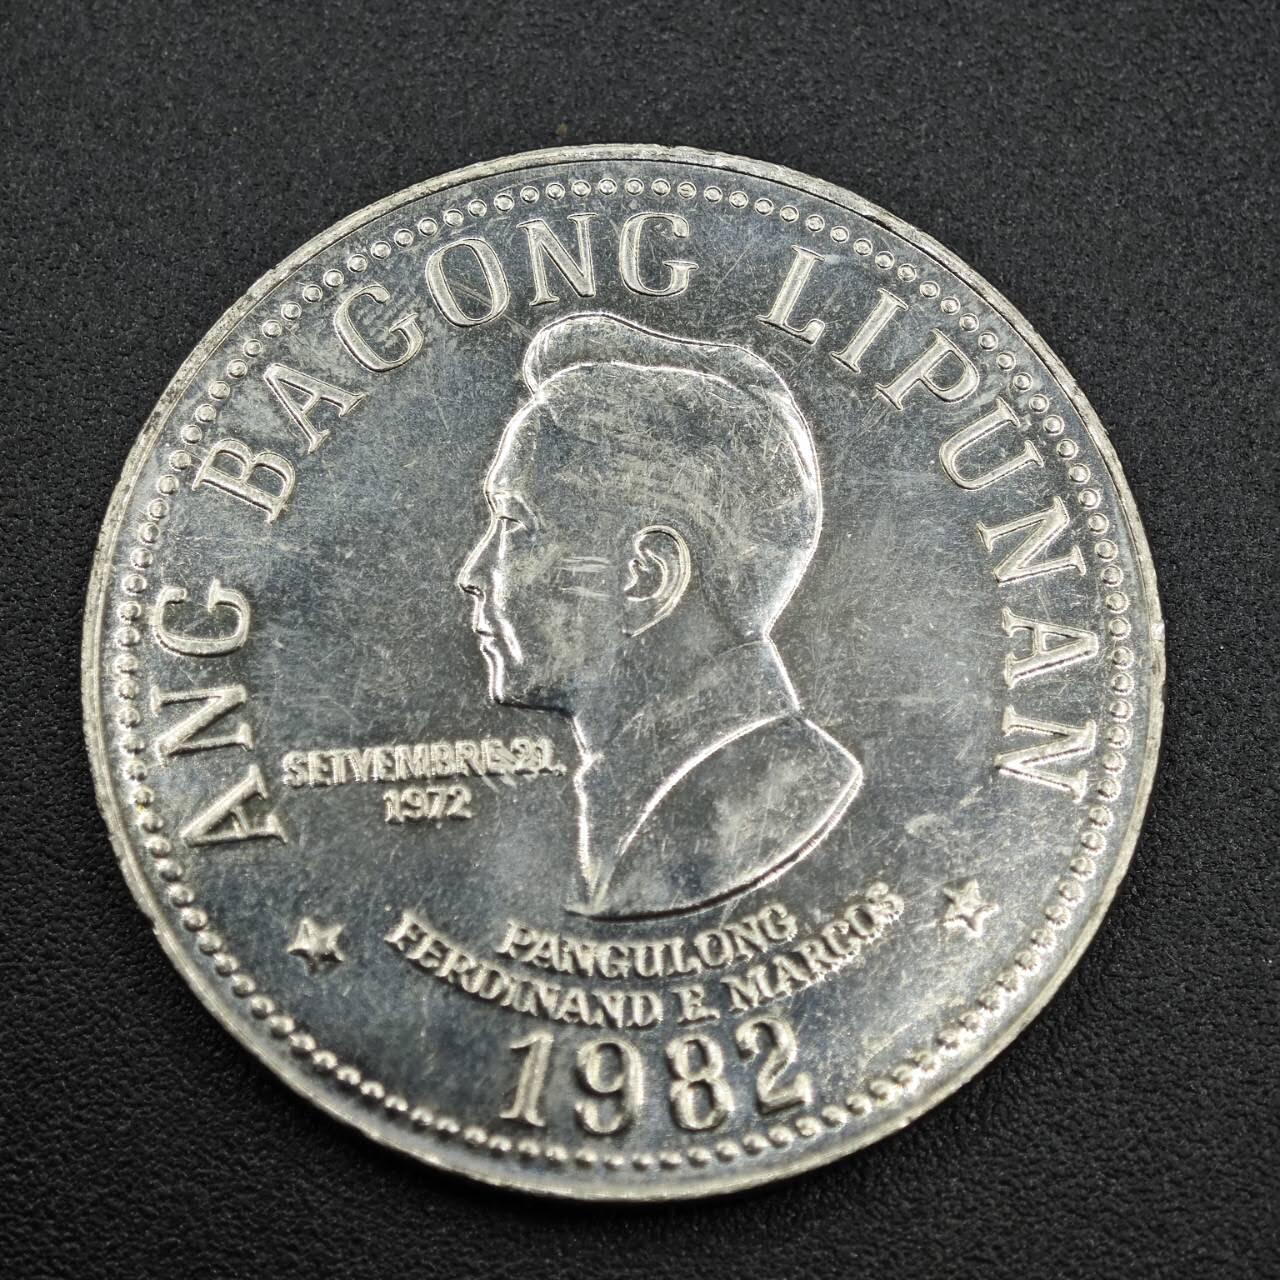 ANG BAGONG LIPUNAN
SETYEMBRE 21,
1972
PANGULONG
FERDINAND E. MARCOS
1982